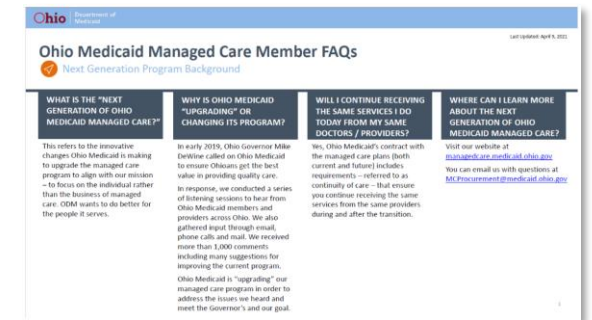 Ohio Department of
Medicaid
Last Updated: April 5, 2021
Ohio Medicaid Managed Care Member FAQs
Next Generation Program Background
WHAT IS THE "NEXT
GENERATION OF OHIO
MEDICAID MANAGED CARE?"
This refers to the innovative
changes Ohio Medicaid is making
to upgrade the managed care
program to align with our mission
– to focus on the individual rather
than the business of managed
care. ODM wants to do better for
the people it serves.
WHY IS OHIO MEDICAID
"UPGRADING" OR
CHANGING ITS PROGRAM?
In early 2019, Ohio Governor Mike
DeWine called on Ohio Medicaid
to ensure Ohioans get the best
value in providing quality care.
In response, we conducted a series
of listening sessions to hear from
Ohio Medicaid members and
providers across Ohio. We also
gathered input through email,
phone calls and mail. We received
more than 1,000 comments
including many suggestions for
improving the current program.
Ohio Medicaid is "upgrading" our
managed care program in order to
address the issues we heard and
meet the Governor's and our goal.
WILL I CONTINUE RECEIVING
THE SAME SERVICES I DO
TODAY FROM MY SAME
DOCTORS / PROVIDERS?
Yes, Ohio Medicaid's contract with
the managed care plans (both
current and future) includes
requirements – referred to as
continuity of care – that ensure
you continue receiving the same
services from the same providers
during and after the transition.
WHERE CAN I LEARN MORE
ABOUT THE NEXT
GENERATION OF OHIO
MEDICAID MANAGED CARE?
Visit our website at
managedcare.medicaid.ohio.gov
You can email us with questions at
MCProcurement@medicaid.ohio.gov